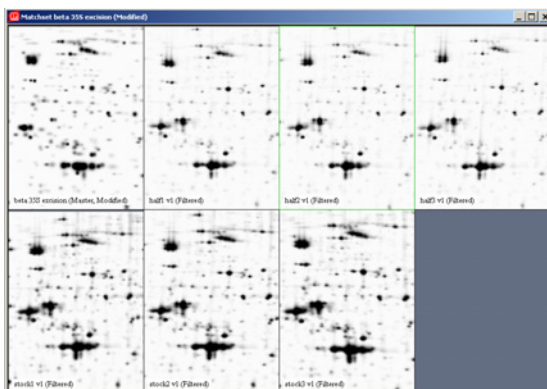 Matchset beta 35S excision (Modified)
beta 35S excision (Master, Modified)
half1 v1 (Filtered)
half2 v1 (Filtered)
half3 v1 (Filtered)
stock1 v1 (Filtered)
stock2 v1 (Filtered)
stock3 v1 (Filtered)